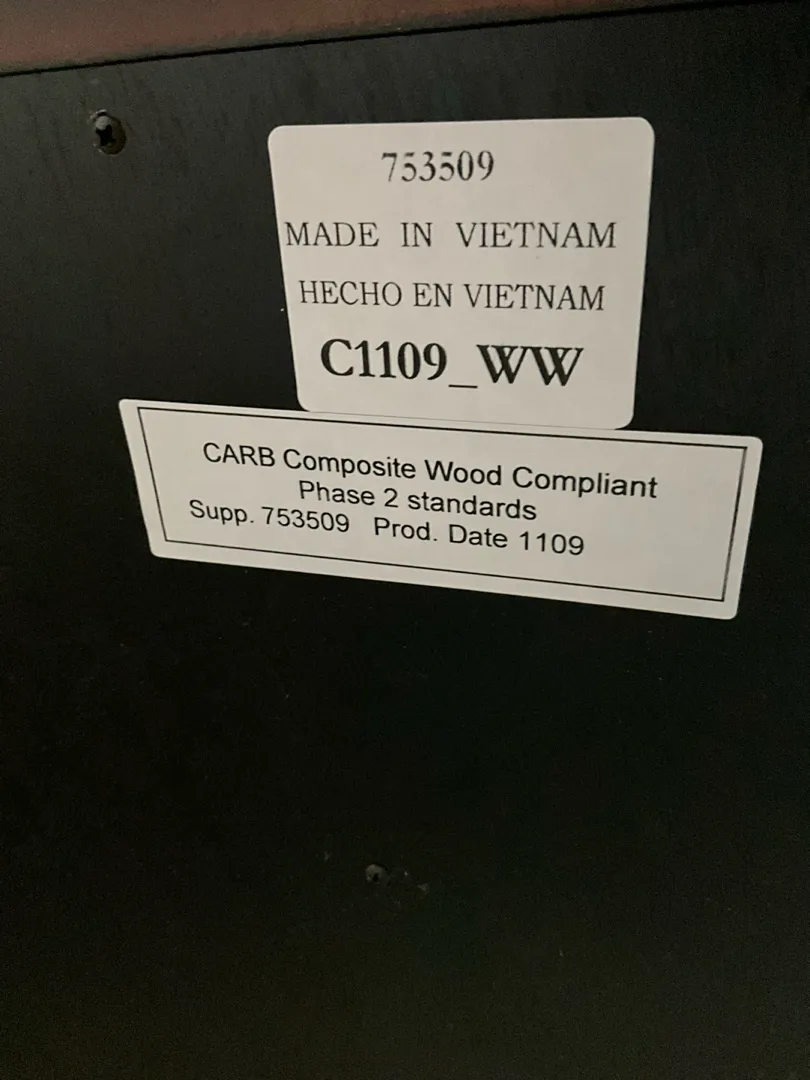 753509
MADE IN VIETNAM
HECHO EN VIETNAM
C1109_WW
CARB Composite Wood Compliant
Phase 2 standards
Supp. 753509 Prod. Date 1109